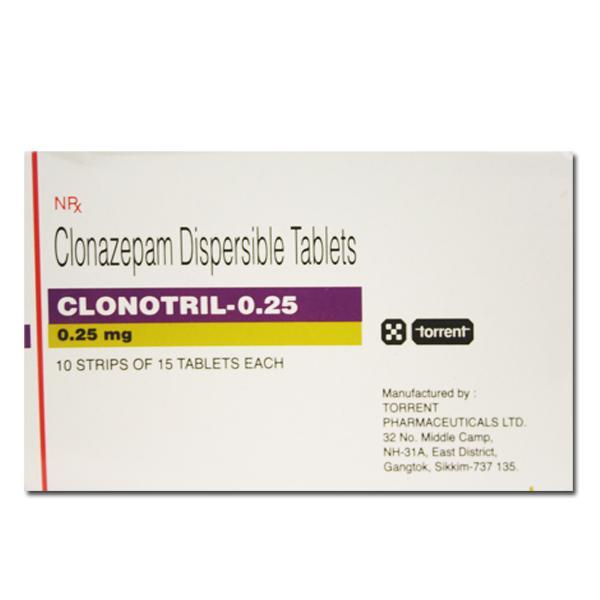 NRx
Clonazepam Dispersible Tablets
CLONOTRIL-0.25
0.25 mg
10 STRIPS OF 15 TABLETS EACH
torrent
Manufactured by :
TORRENT
PHARMACEUTICALS LTD.
32 No. Middle Camp,
NH-31A, East District,
Gangtok, Sikkim-737 135.